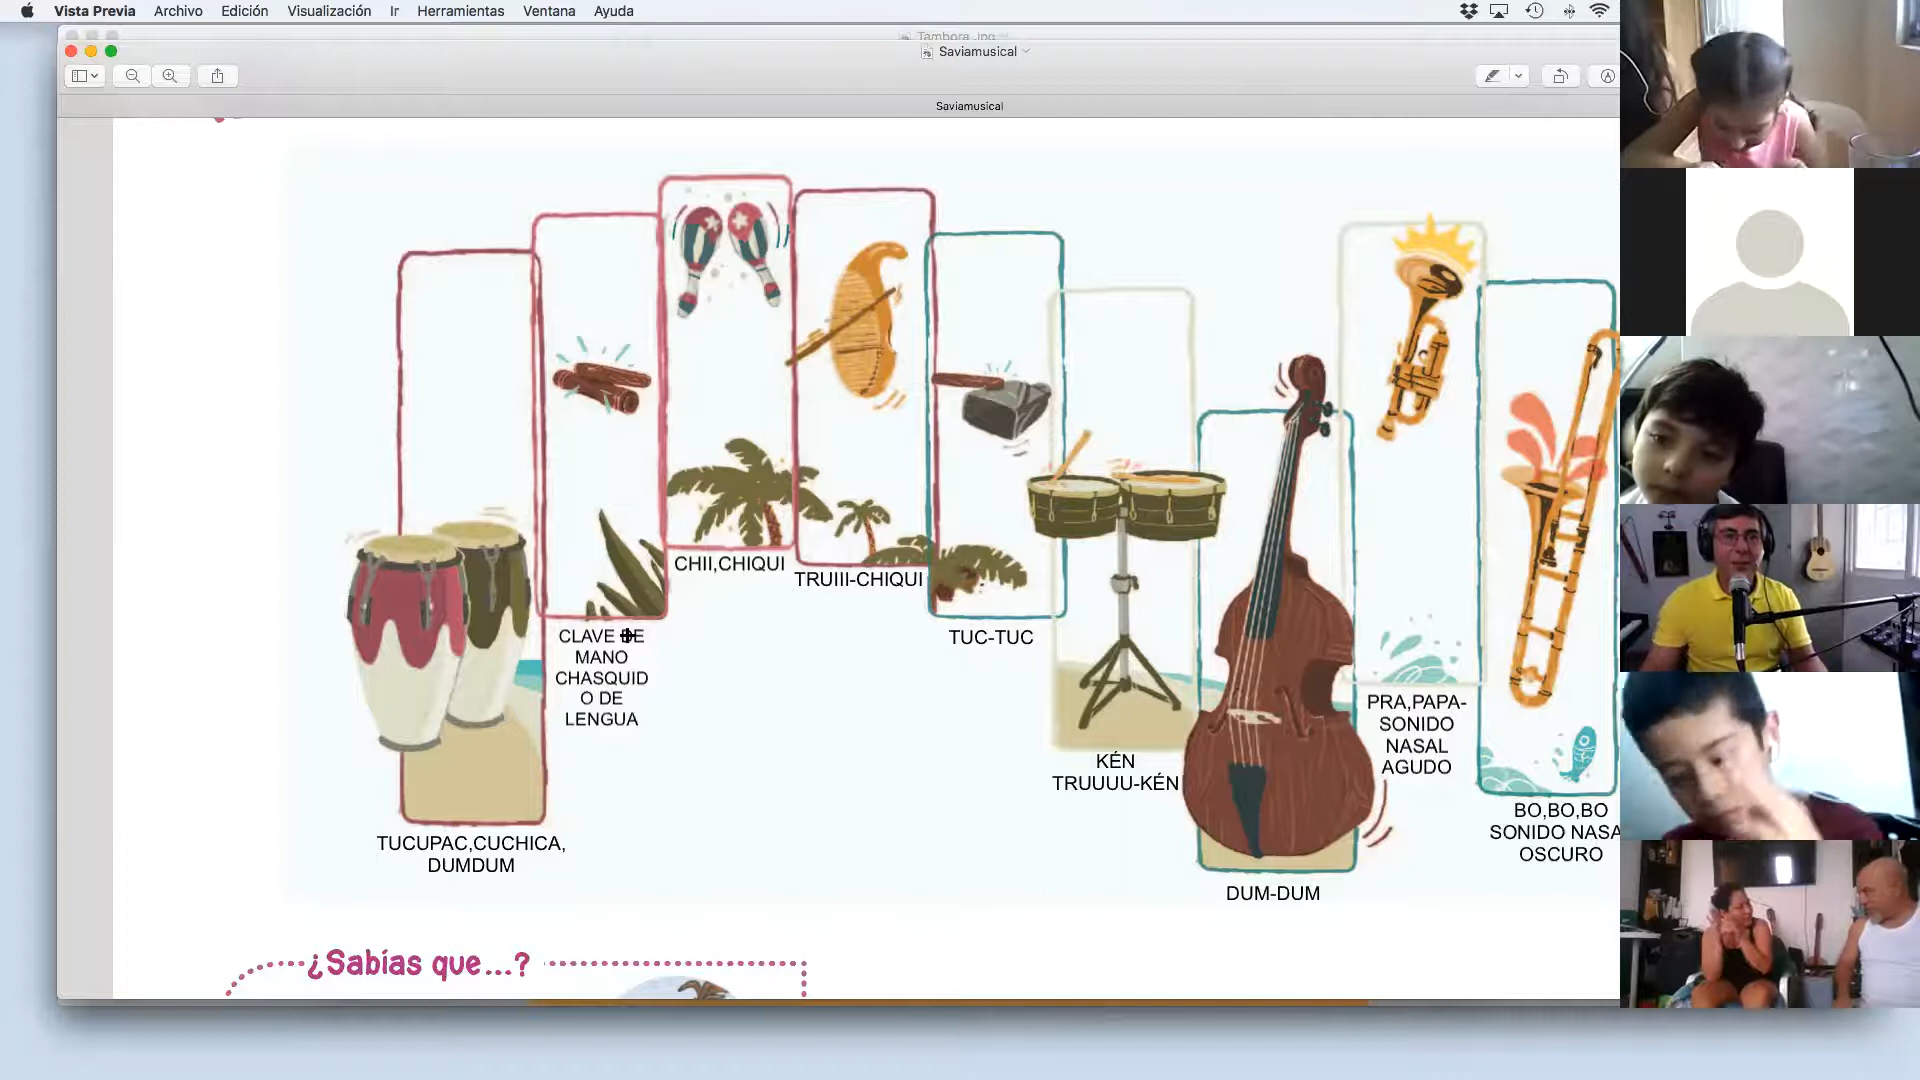 Vista Previa Archivo Edición Visualización Ir Herramientas Ventana Ayuda
Tambora.jpg
Saviamusical
Saviamusical
CHII,CHIQUI
TRUIII-CHIQUI
CLAVE DE
MANO
CHASQUID
O DE
LENGUA
TUC-TUC
PRA,PAPA-
SONIDO
NASAL
AGUDO
KÉN
TRUUUU-KÉN
BO,BO,BO
SONIDO NASA
OSCURO
TUCUPAC,CUCHICA,
DUMDUM
DUM-DUM
¿Sabías que...?